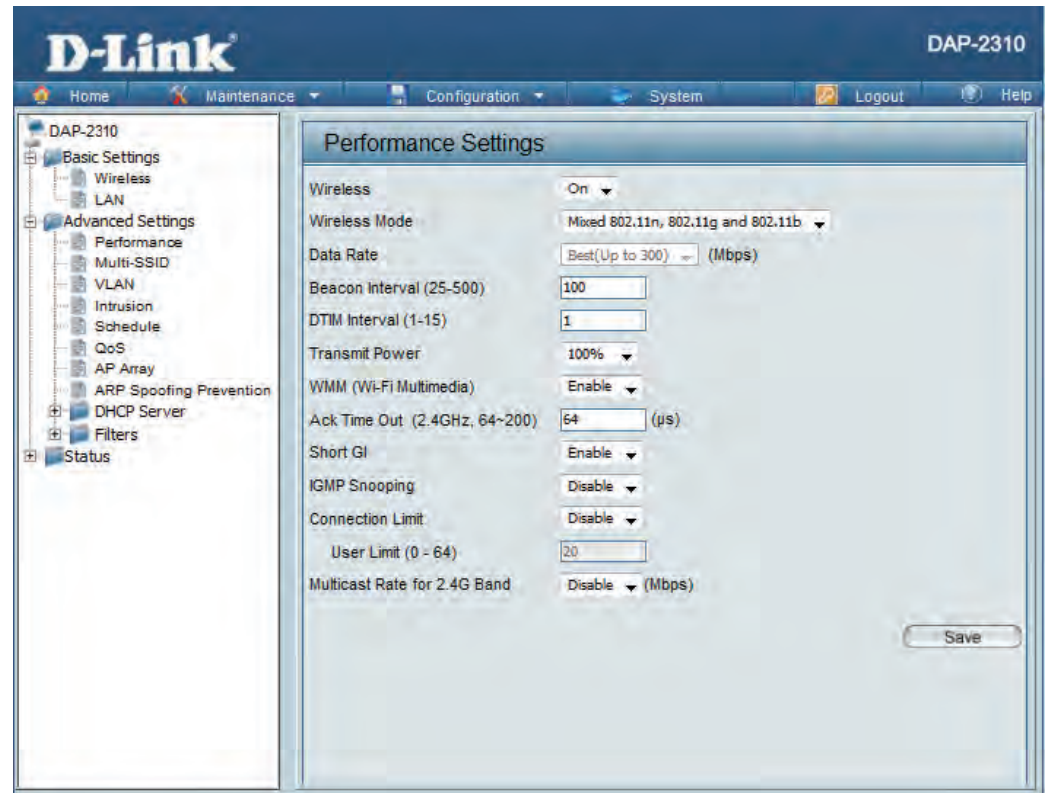 D-Link
DAP-2310
Home Maintenance Configuration System Logout Help
DAP-2310
Basic Settings
Wireless
LAN
Advanced Settings
Performance
Multi-SSID
VLAN
Intrusion
Schedule
QoS
AP Array
ARP Spoofing Prevention
DHCP Server
Filters
Status
Performance Settings
Wireless On
Wireless Mode Mixed 802.11n, 802.11g and 802.11b
Data Rate Best(Up to 300) (Mbps)
Beacon Interval (25-500) 100
DTIM Interval (1-15) 1
Transmit Power 100%
WMM (Wi-Fi Multimedia) Enable
Ack Time Out (2.4GHz, 64~200) 64 (μs)
Short GI Enable
IGMP Snooping Disable
Connection Limit Disable
User Limit (0 - 64) 20
Multicast Rate for 2.4G Band Disable (Mbps)
Save